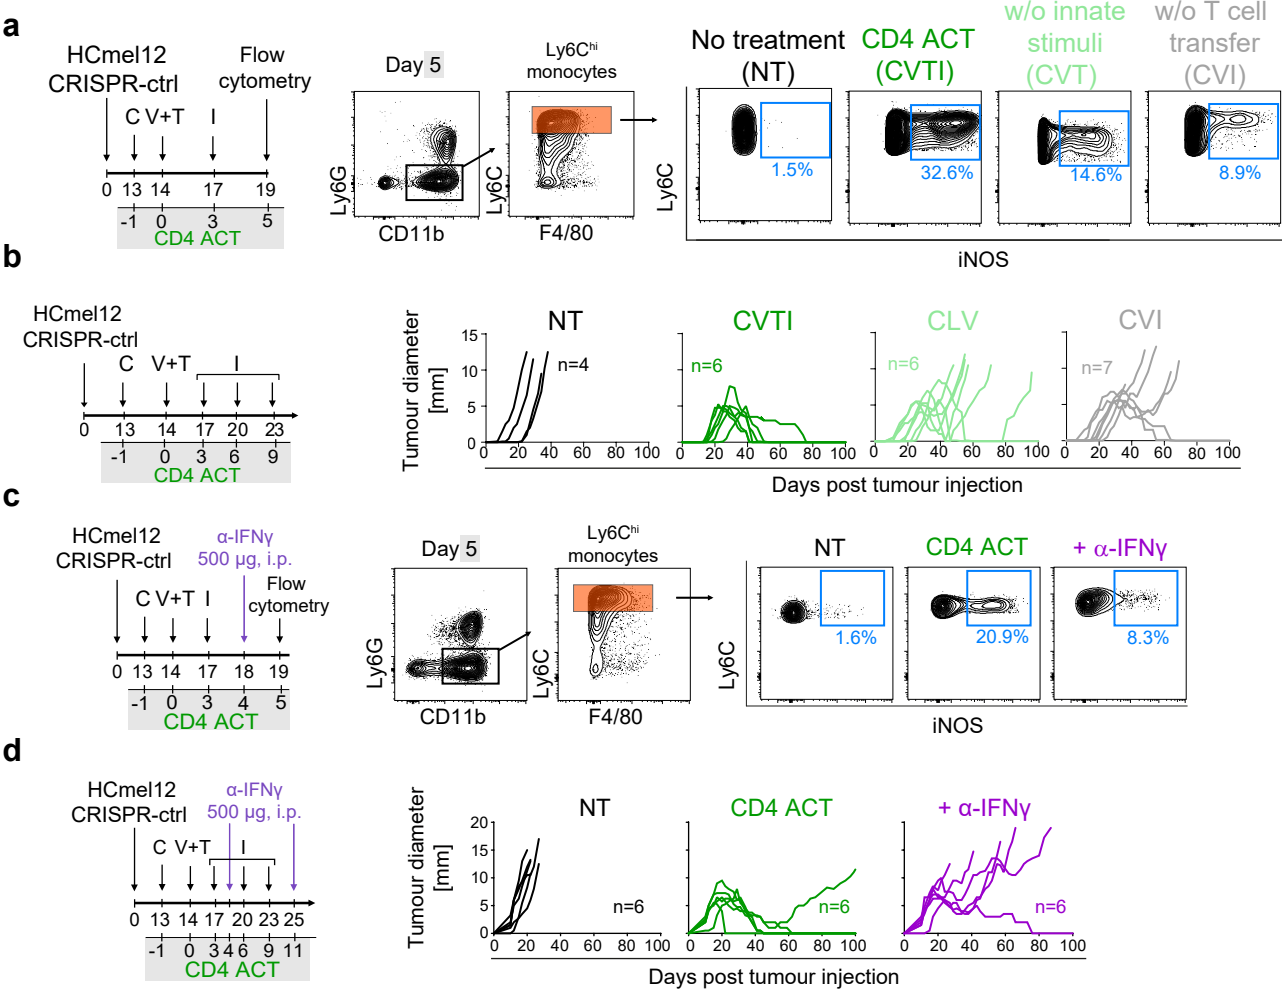 a
HCmel12
CRISPR-ctrl
Flow
cytometry
C V+T I
0 13 14 17 19
-1 0 3 5
CD4 ACT
Day 5
Ly6G
CD11b
Ly6Chi
monocytes
Ly6C
F4/80
No treatment
(NT)
CD4 ACT
(CVTI)
w/o innate
stimuli
(CVT)
w/o T cell
transfer
(CVI)
Ly6C
1.5%
32.6%
14.6%
8.9%
iNOS
b
HCmel12
CRISPR-ctrl
C V+T I
0 13 14 17 20 23
-1 0 3 6 9
CD4 ACT
Tumour diameter
[mm]
NT
CVTI
CLV
CVI
n=4
n=6
n=6
n=7
15
10
5
0
0 20 40 60 80 100
0 20 40 60 80 100
0 20 40 60 80 100
0 20 40 60 80 100
Days post tumour injection
c
HCmel12
CRISPR-ctrl
α-IFNγ
500 µg, i.p.
Flow
cytometry
C V+T I
0 13 14 17 18 19
-1 0 3 4 5
CD4 ACT
Day 5
Ly6G
CD11b
Ly6Chi
monocytes
Ly6C
F4/80
NT
CD4 ACT
+ α-IFNγ
Ly6C
1.6%
20.9%
8.3%
iNOS
d
HCmel12
CRISPR-ctrl
α-IFNγ
500 µg, i.p.
C V+T I
0 13 14 17 20 23 25
-1 0 3 4 6 9 11
CD4 ACT
Tumour diameter
[mm]
NT
CD4 ACT
+ α-IFNγ
20
15
10
5
0
n=6
0 20 40 60 80 100
20
15
10
5
0
n=6
0 20 40 60 80 100
20
15
10
5
0
n=6
0 20 40 60 80 100
Days post tumour injection